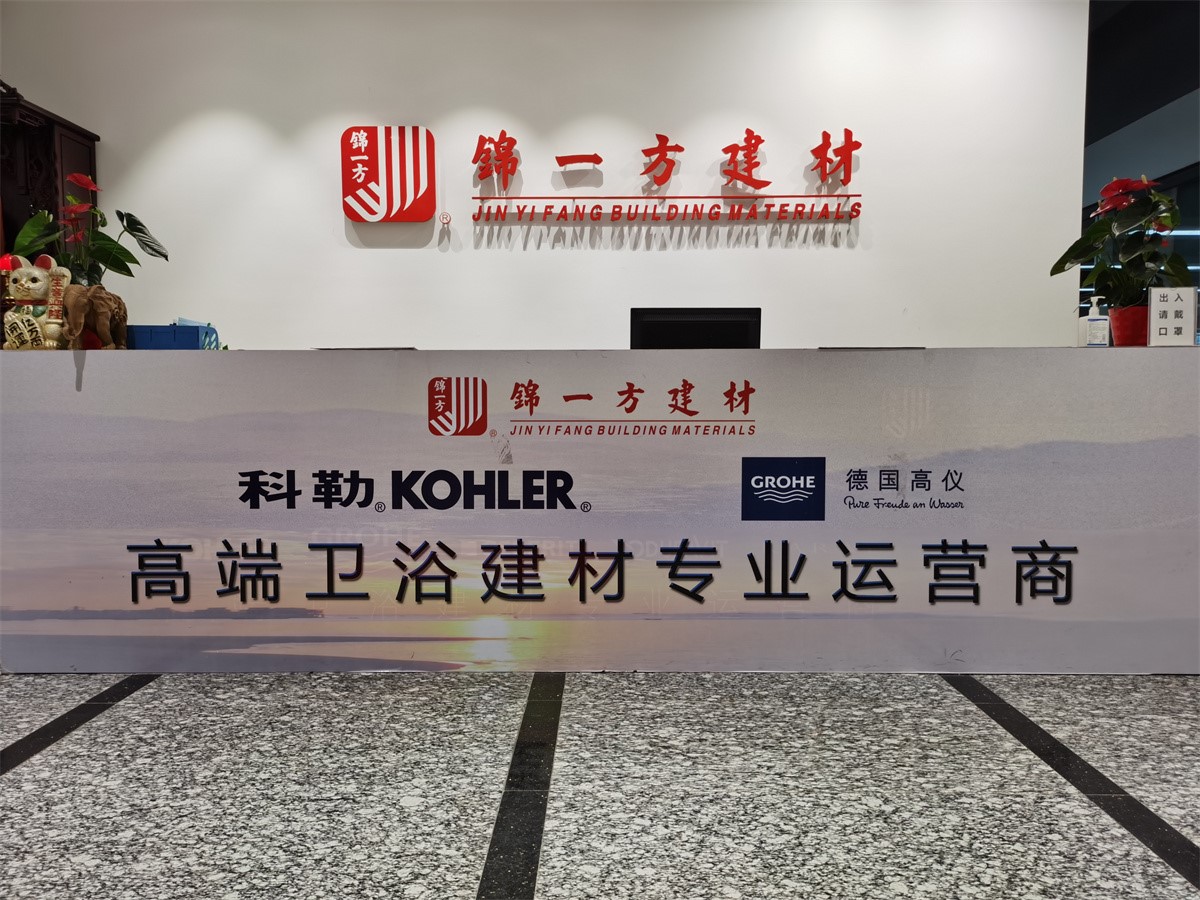 錦一方
®
錦一方建材
JIN YI FANG BUILDING MATERIALS
出入
请戴
口罩
錦一方
®
錦一方建材
JIN YI FANG BUILDING MATERIALS
科勒® KOHLER®
GROHE
德国高仪
Pure Freude an Wasser
高端卫浴建材专业运营商